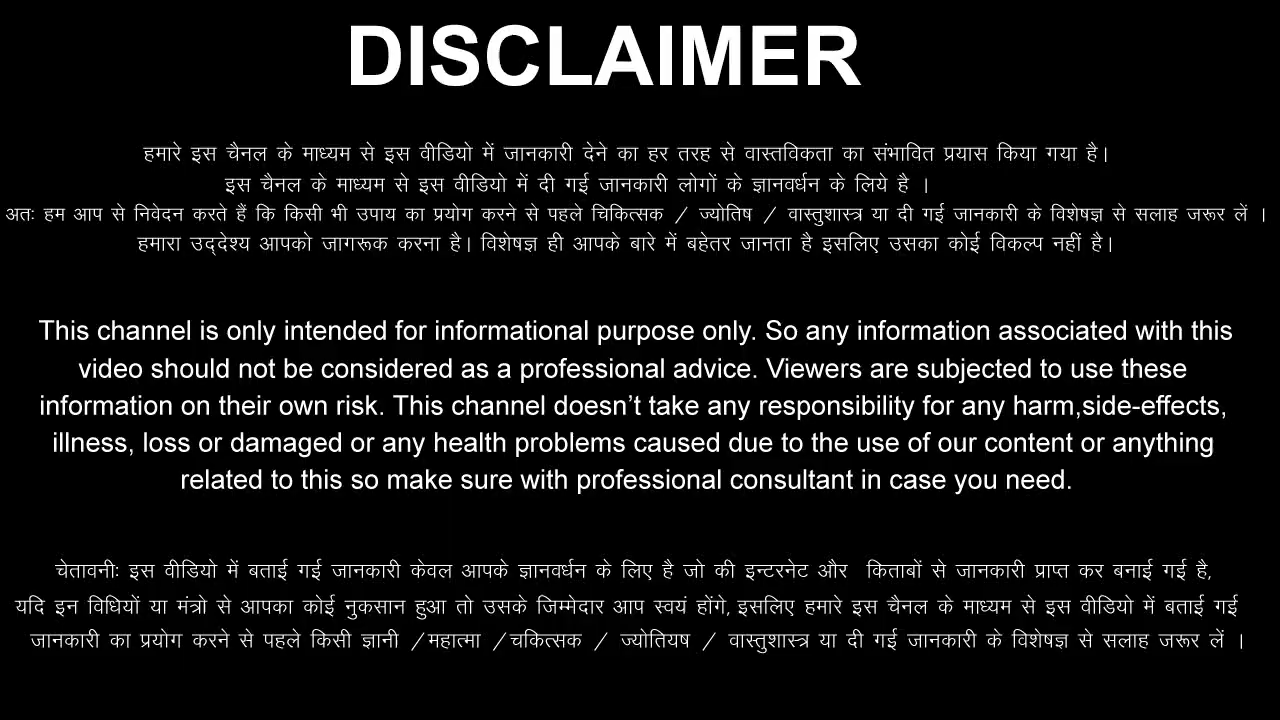 DISCLAIMER
हमारे इस चैनल के माध्यम से इस वीडियो में जानकारी देने का हर तरह से वास्तविकता का संभावित प्रयास किया गया है।
इस चैनल के माध्यम से इस वीडियो में दी गई जानकारी लोगों के ज्ञानवर्धन के लिये है ।
अतः हम आप से निवेदन करते हैं कि किसी भी उपाय का प्रयोग करने से पहले चिकित्सक / ज्योतिष / वास्तुशास्त्र या दी गई जानकारी के विशेषज्ञ से सलाह जरूर लें ।
हमारा उद्देश्य आपको जागरूक करना है। विशेषज्ञ ही आपके बारे में बहेतर जानता है इसलिए उसका कोई विकल्प नहीं है।
This channel is only intended for informational purpose only. So any information associated with this
video should not be considered as a professional advice. Viewers are subjected to use these
information on their own risk. This channel doesn’t take any responsibility for any harm,side-effects,
illness, loss or damaged or any health problems caused due to the use of our content or anything
related to this so make sure with professional consultant in case you need.
चेतावनीः इस वीडियो में बताई गई जानकारी केवल आपके ज्ञानवर्धन के लिए है जो की इन्टरनेट और किताबों से जानकारी प्राप्त कर बनाई गई है,
यदि इन विधियों या मंत्रो से आपका कोई नुकसान हुआ तो उसके जिम्मेदार आप स्वयं होंगे, इसलिए हमारे इस चैनल के माध्यम से इस वीडियो में बताई गई
जानकारी का प्रयोग करने से पहले किसी ज्ञानी /महात्मा /चकित्सक / ज्योतियष / वास्तुशास्त्र या दी गई जानकारी के विशेषज्ञ से सलाह जरूर लें ।